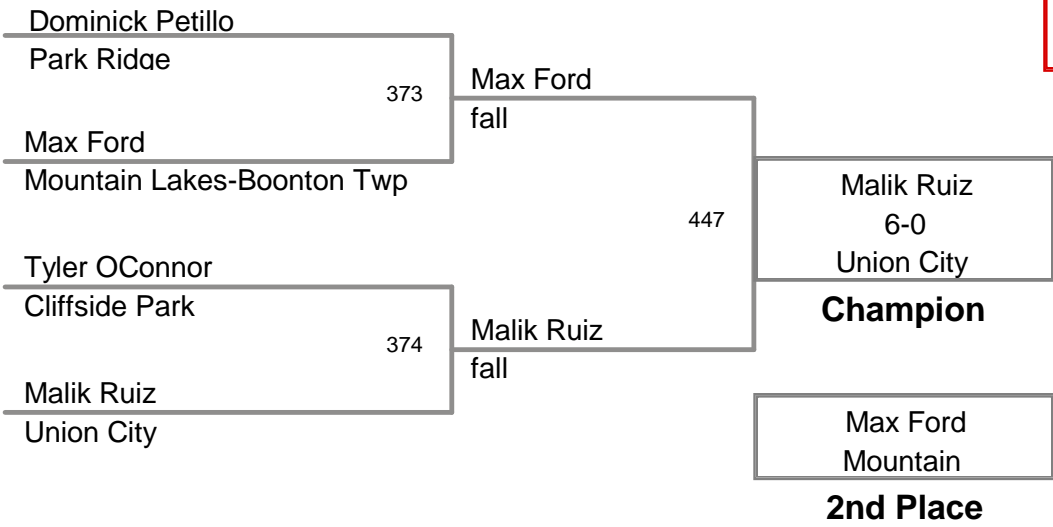 Dominick Petillo
Park Ridge
373
Max Ford
fall
Max Ford
Mountain Lakes-Boonton Twp
447
Malik Ruiz
6-0
Union City
Champion
Tyler OConnor
Cliffside Park
374
Malik Ruiz
fall
Malik Ruiz
Union City
Max Ford
Mountain
2nd Place